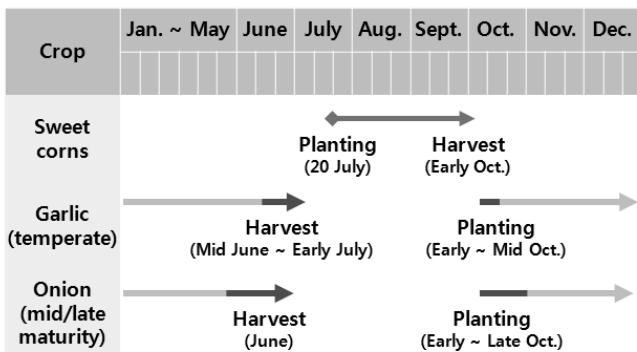 Crop
Jan. ~ May June July Aug. Sept. Oct. Nov. Dec.
Sweet
corns
Planting
(20 July)
Harvest
(Early Oct.)
Garlic
(temperate)
Harvest
(Mid June ~ Early July)
Planting
(Early ~ Mid Oct.)
Onion
(mid/late
maturity)
Harvest
(June)
Planting
(Early ~ Late Oct.)